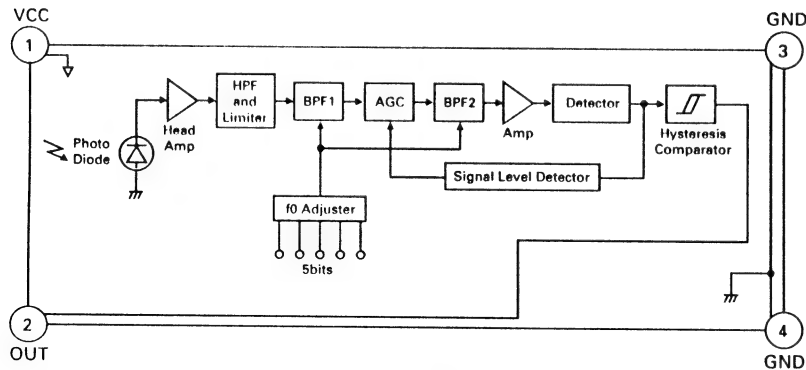 VCC
1
GND
3
Photo
Diode
Head
Amp
HPF
and
Limiter
BPF1
AGC
BPF2
Amp
Detector
Hysteresis
Comparator
Signal Level Detector
f0 Adjuster
5bits
2
OUT
4
GND